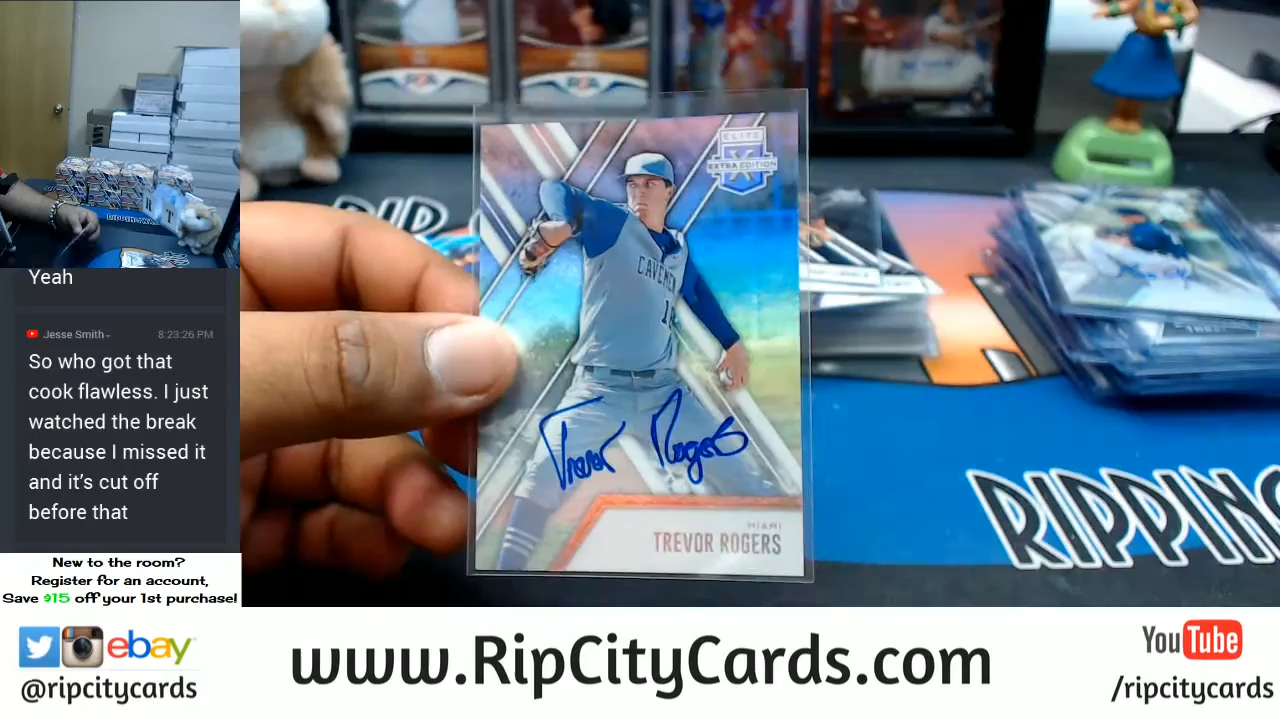 Yeah
Jesse Smith
8:23:26 PM
So who got that
cook flawless. I just
watched the break
because I missed it
and it's cut off
before that
New to the room?
Register for an account,
Save $15 off your 1st purchase!
ELITE
EXTRA EDITION
X
CAVEMEN
Trevor Rogers
MIAMI
TREVOR ROGERS
RIPPING
ebay
@ripcitycards
www.RipCityCards.com
YouTube
/ripcitycards